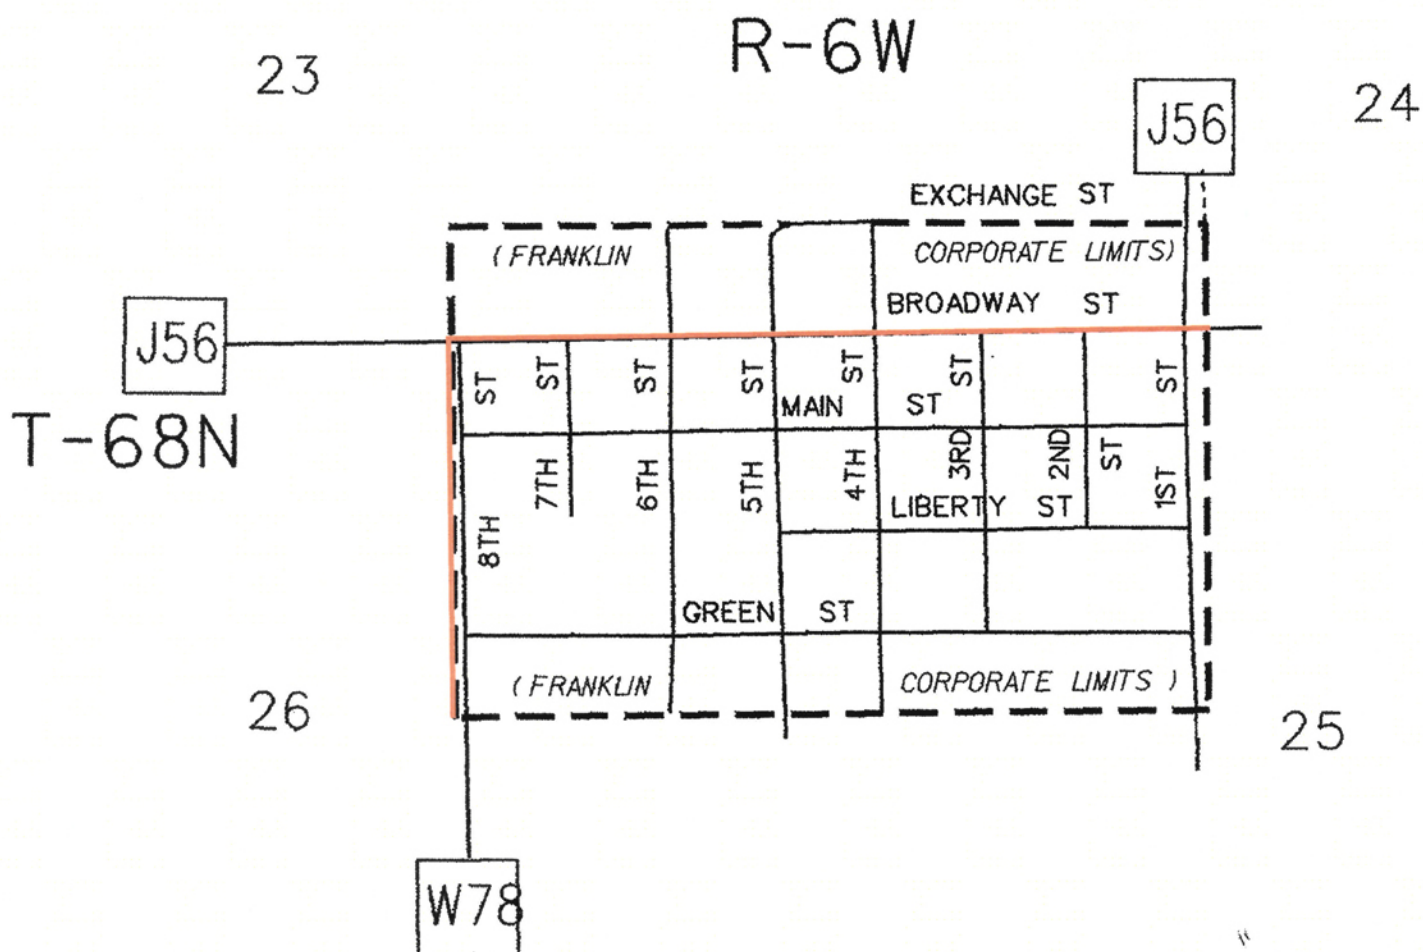 R-6W
23
24
J56
EXCHANGE ST
(FRANKLIN CORPORATE LIMITS)
BROADWAY ST
J56
T-68N
ST ST ST ST ST ST ST
MAIN ST
8TH 7TH 6TH 5TH 4TH 3RD 2ND ST 1ST
LIBERTY ST
GREEN ST
(FRANKLIN CORPORATE LIMITS)
26
25
W78